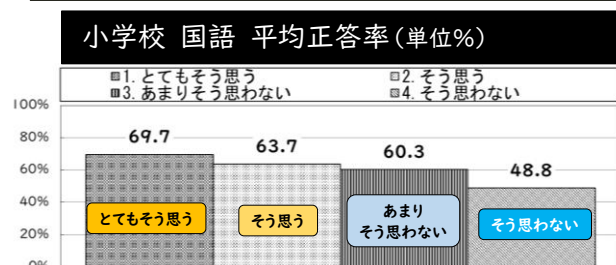 小学校 国語 平均正答率(単位%)
1. とてもそう思う 2. そう思う
3. あまりそう思わない 4. そう思わない
100%
80%
60%
40%
20%
0%
69.7
63.7
60.3
48.8
とてもそう思う
そう思う
あまり
そう思わない
そう思わない